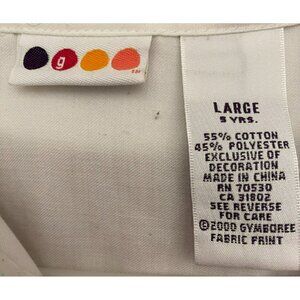 g
LARGE
5 YRS.
55% COTTON
45% POLYESTER
EXCLUSIVE OF
DECORATION
MADE IN CHINA
RN 70530
CA 31802
SEE REVERSE
FOR CARE
©2000 GYMBOREE
FABRIC PRINT